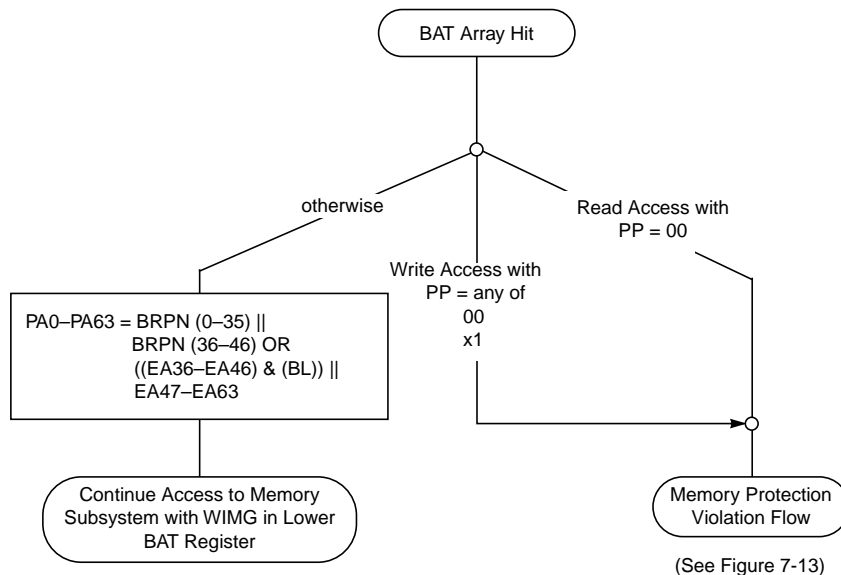 BAT Array Hit
otherwise
Read Access with
PP = 00
Write Access with
PP = any of
00
x1
PA0–PA63 = BRPN (0–35) ||
BRPN (36–46) OR
((EA36–EA46) & (BL)) ||
EA47–EA63
Continue Access to Memory
Subsystem with WIMG in Lower
BAT Register
Memory Protection
Violation Flow
(See Figure 7-13)